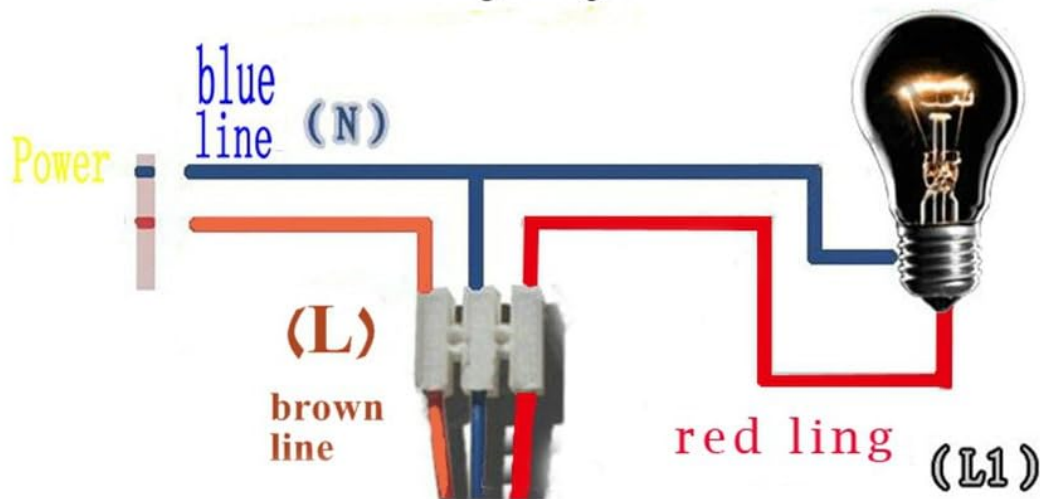 blue
line
(N)
Power
(L)
brown
line
red ling
(L1)